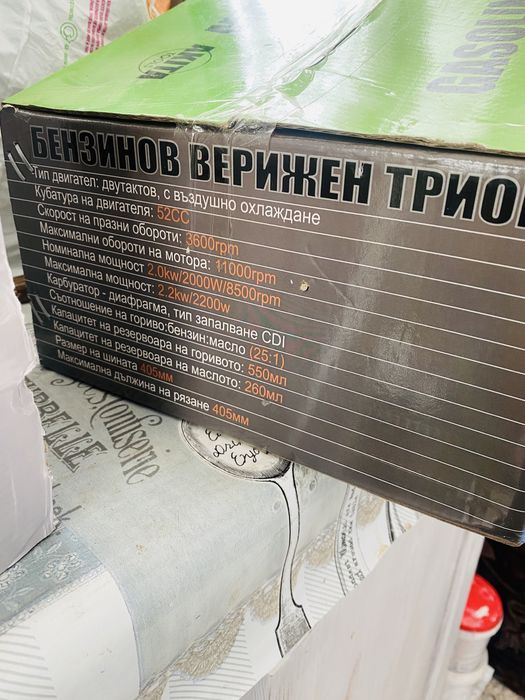 GASOLI
БЕНЗИНОВ ВЕРИЖЕН ТРИО
Тип двигател: двутактов, с въздушно охлаждане
Кубатура на двигателя: 52CC
Скорост на празни обороти: 3600rpm
Максимални обороти на мотора: 11000rpm
Номинална мощност 2.0kw/2000W/8500rpm
Максимална мощност: 2.2kw/2200w
Карбуратор - диафрагма, тип запалване CDI
Съотношение на гориво:бензин:масло (25:1)
Капацитет на резервоара на горивото: 550мл
Капацитет на резервоара на маслото: 260мл
Размер на шината 405мм
Максимална дължина на рязане 405мм